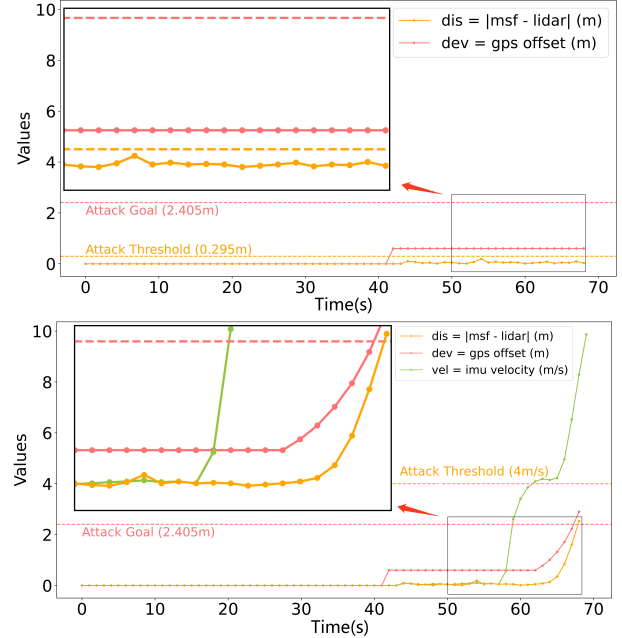 10
8
6
4
2
0
Values
dis = |msf - lidar| (m)
dev = gps offset (m)
Attack Goal (2.405m)
Attack Threshold (0.295m)
0 10 20 30 40 50 60 70
Time(s)
10
8
6
4
2
0
Values
dis = |msf - lidar| (m)
dev = gps offset (m)
vel = imu velocity (m/s)
Attack Threshold (4m/s)
Attack Goal (2.405m)
0 10 20 30 40 50 60 70
Time(s)